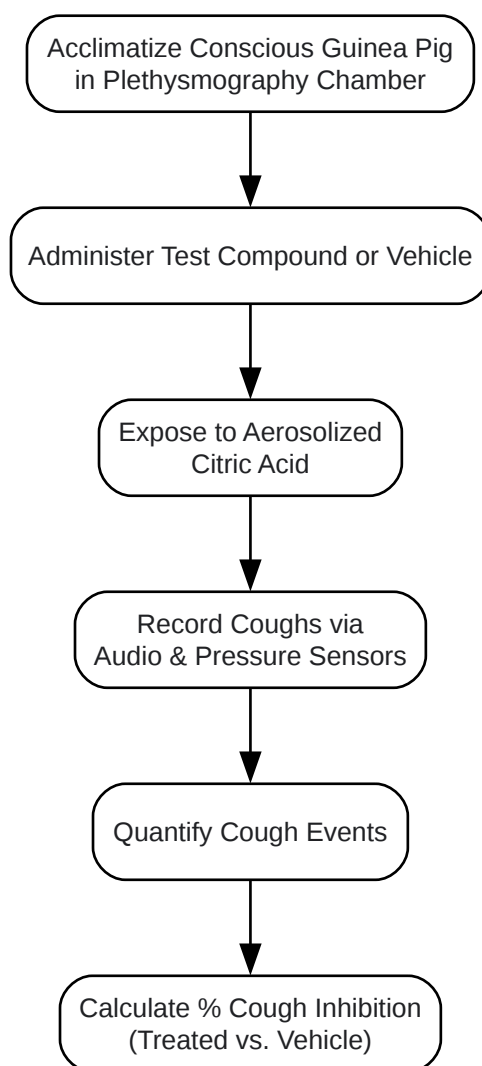 Acclimatize Conscious Guinea Pig
in Plethysmography Chamber
Administer Test Compound or Vehicle
Expose to Aerosolized
Citric Acid
Record Coughs via
Audio & Pressure Sensors
Quantify Cough Events
Calculate % Cough Inhibition
(Treated vs. Vehicle)